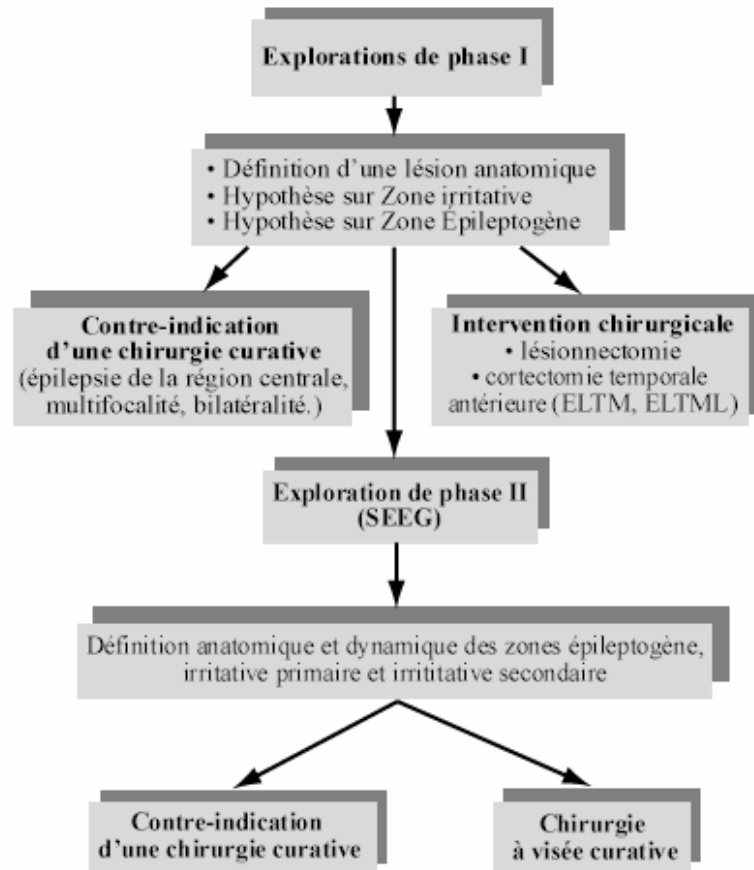 Explorations de phase I
• Définition d'une lésion anatomique
• Hypothèse sur Zone irritative
• Hypothèse sur Zone Épileptogène
Contre-indication
d'une chirurgie curative
(épilepsie de la région centrale,
multifocalité, bilatéralité.)
Intervention chirurgicale
• lésionnectomie
• cortectomie temporale
antérieure (ELTM, ELTML)
Exploration de phase II
(SEEG)
Définition anatomique et dynamique des zones épileptogène,
irritative primaire et irrititative secondaire
Contre-indication
d'une chirurgie curative
Chirurgie
à visée curative